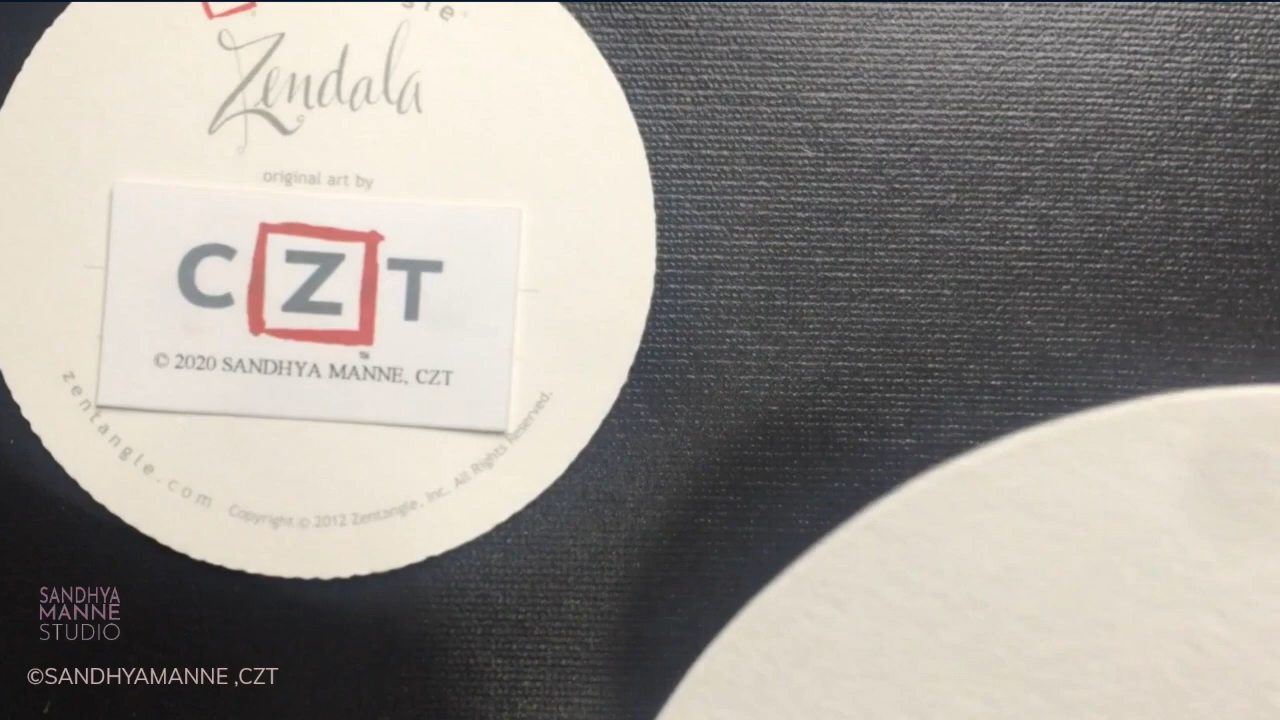 Zendala
original art by
CZT
© 2020 SANDHYA MANNE, CZT
zentangle.com Copyright © 2012 Zentangle, Inc. All Rights Reserved.
SANDHYA
MANNE
STUDIO
©SANDHYAMANNE ,CZT